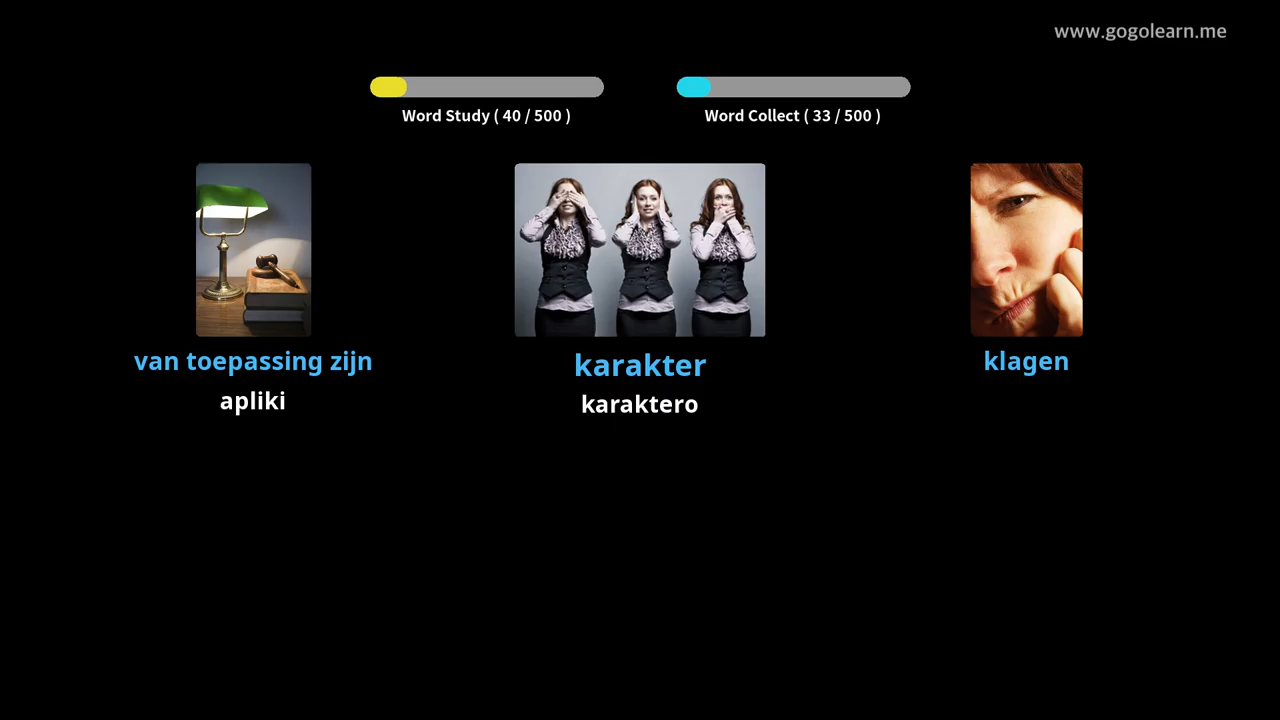 www.gogolearn.me
Word Study ( 40 / 500 )
Word Collect ( 33 / 500 )
van toepassing zijn
apliki
karakter
karaktero
klagen